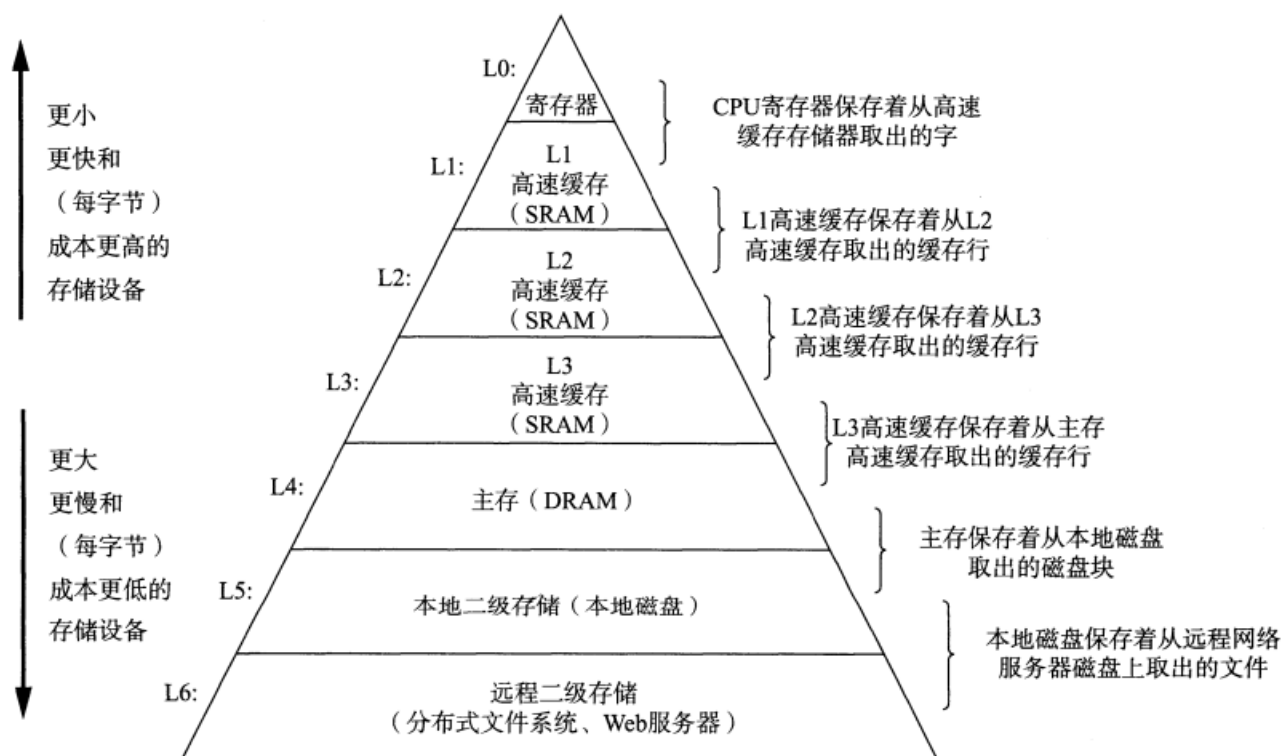 L0:
寄存器
CPU寄存器保存着从高速
缓存存储器取出的字
更小
更快和
（每字节）
成本更高的
存储设备
L1:
L1
高速缓存
（SRAM）
L1高速缓存保存着从L2
高速缓存取出的缓存行
L2:
L2
高速缓存
（SRAM）
L2高速缓存保存着从L3
高速缓存取出的缓存行
L3:
L3
高速缓存
（SRAM）
L3高速缓存保存着从主存
高速缓存取出的缓存行
更大
更慢和
（每字节）
成本更低的
存储设备
L4:
主存（DRAM）
主存保存着从本地磁盘
取出的磁盘块
L5:
本地二级存储（本地磁盘）
本地磁盘保存着从远程网络
服务器磁盘上取出的文件
L6:
远程二级存储
（分布式文件系统、Web服务器）